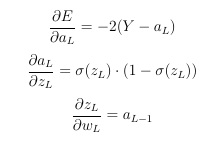 ∂E/∂a_L = −2(Y − a_L)
∂a_L/∂z_L = σ(z_L) · (1 − σ(z_L))
∂z_L/∂w_L = a_{L−1}